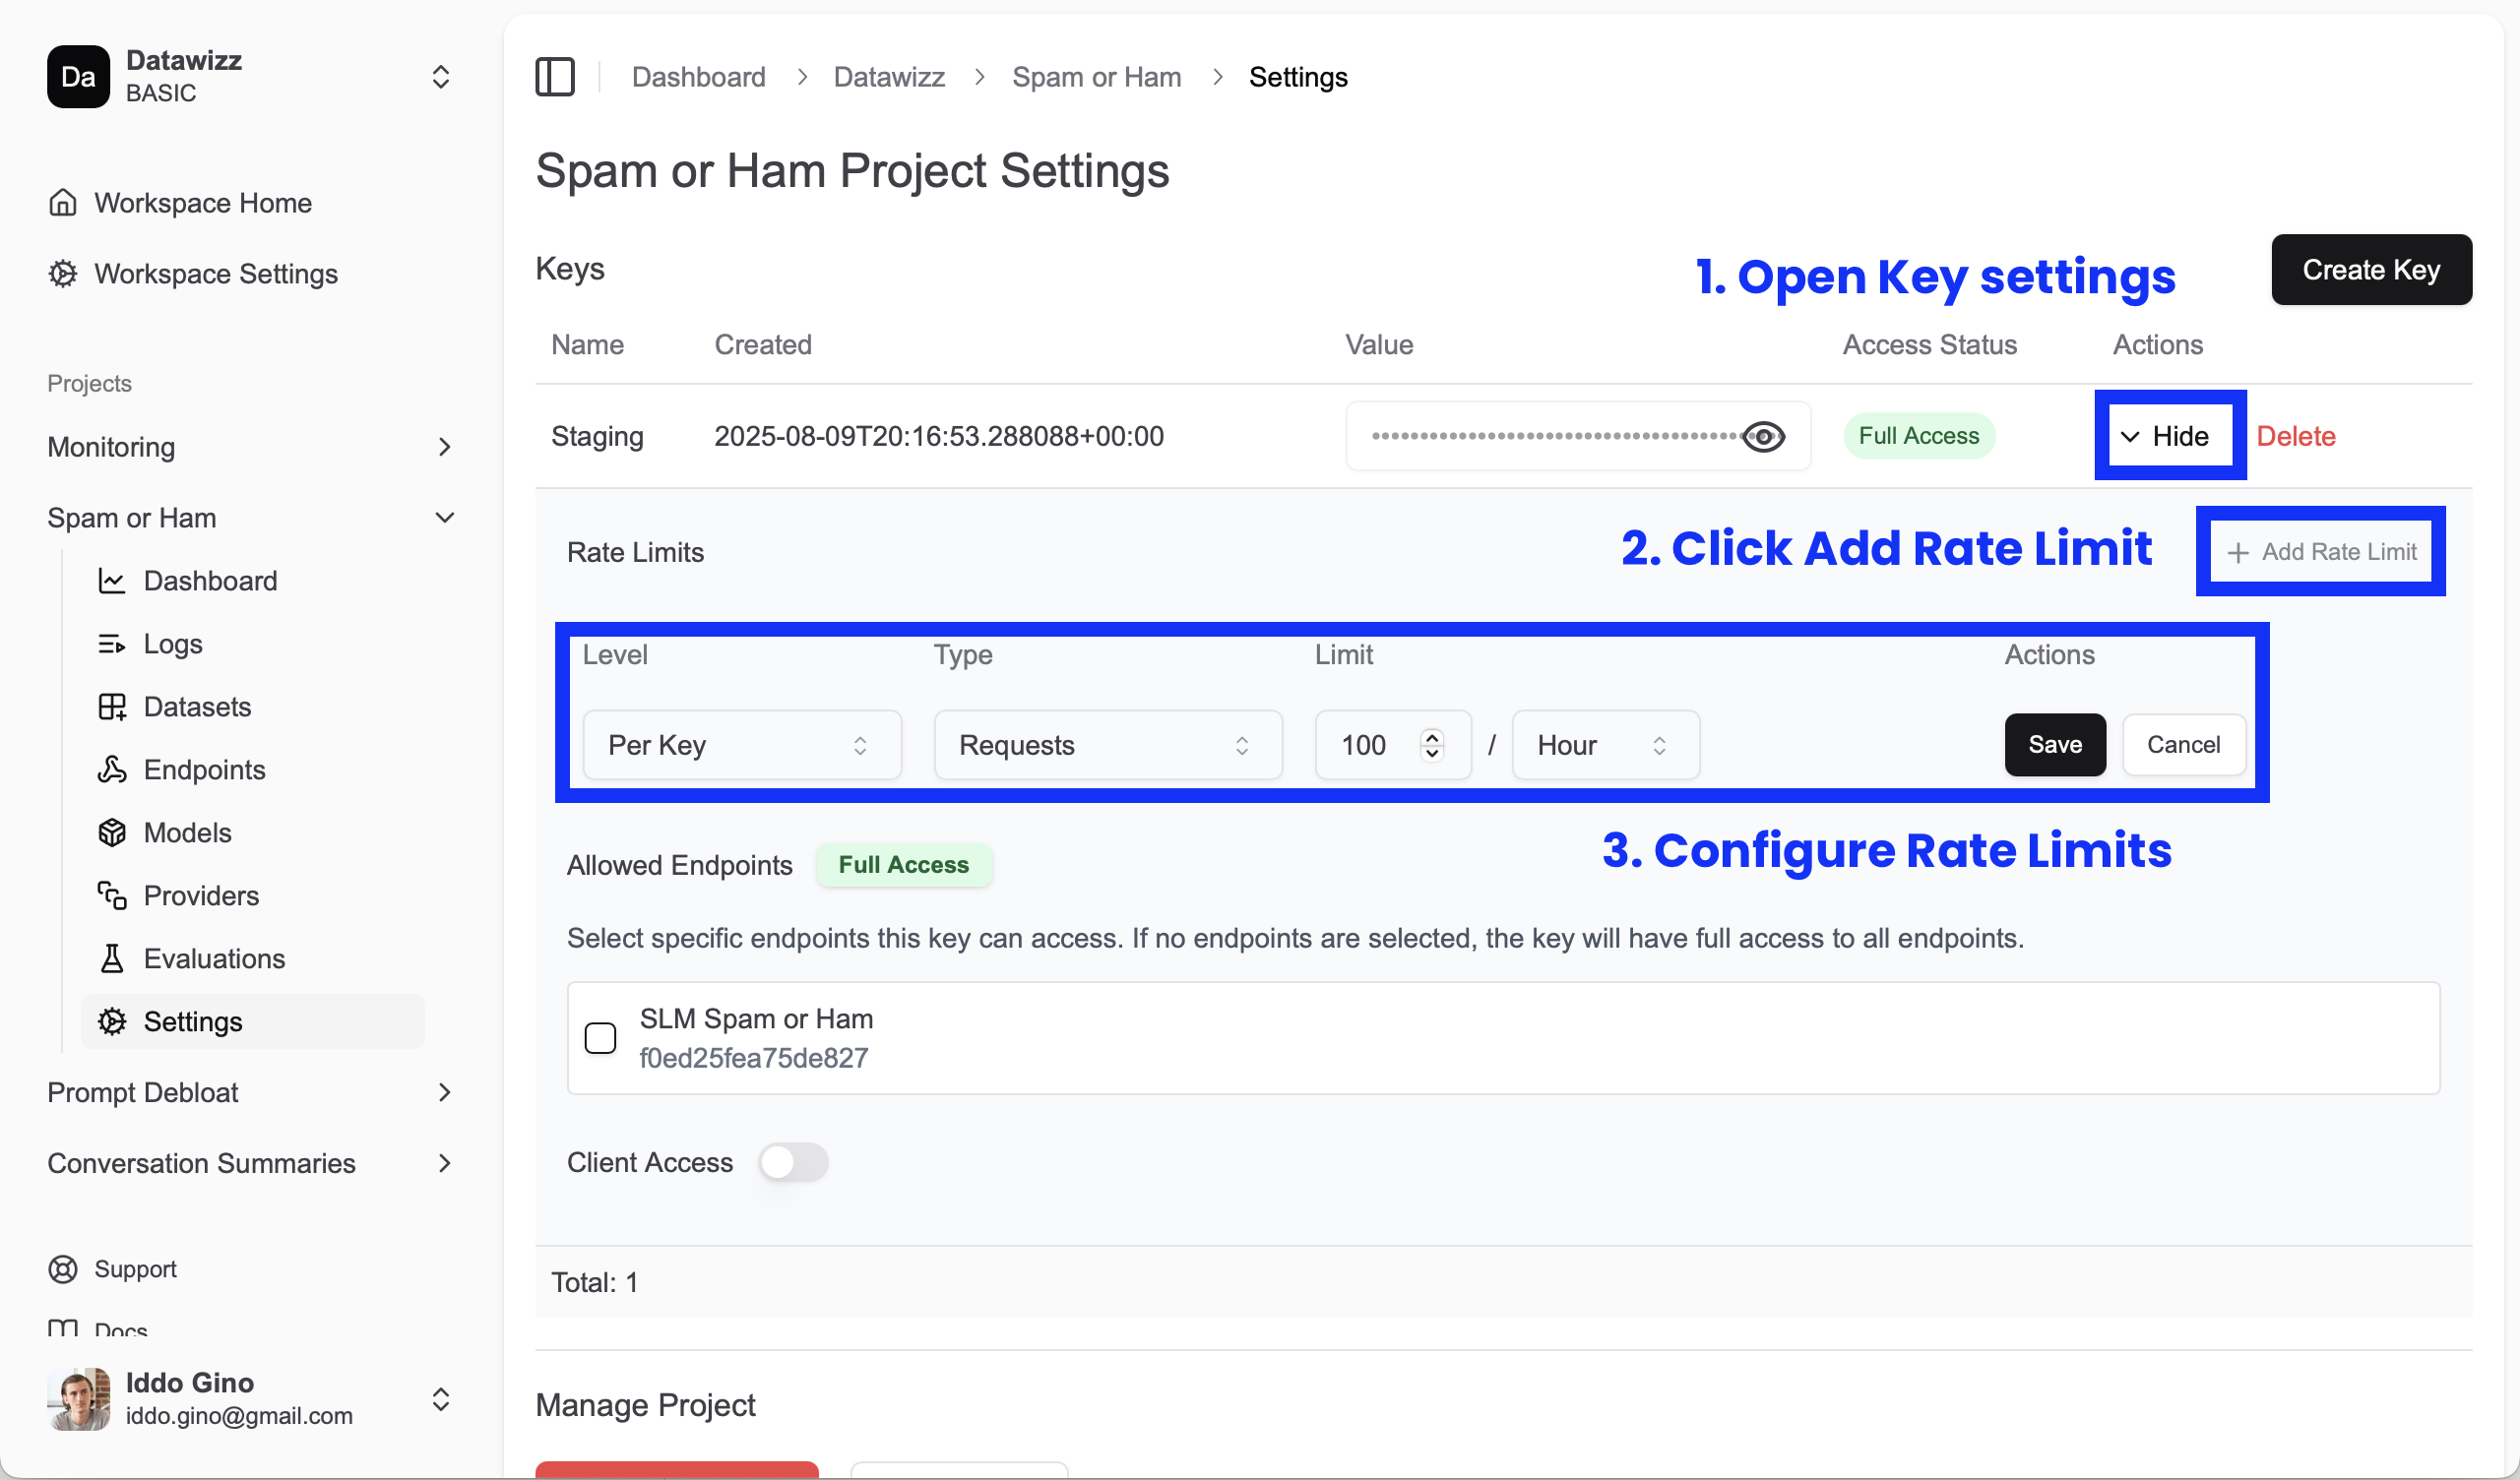 Da
Datawizz
BASIC
Workspace Home
Workspace Settings
Projects
Monitoring
Spam or Ham
Dashboard
Logs
Datasets
Endpoints
Models
Providers
Evaluations
Settings
Prompt Debloat
Conversation Summaries
Support
Docs
Iddo Gino
iddo.gino@gmail.com
Dashboard > Datawizz > Spam or Ham > Settings
Spam or Ham Project Settings
Keys
1. Open Key settings
Create Key
Name Created Value Access Status Actions
Staging 2025-08-09T20:16:53.288088+00:00 Full Access Hide Delete
Rate Limits
2. Click Add Rate Limit
+ Add Rate Limit
Level Type Limit Actions
Per Key Requests 100 / Hour Save Cancel
3. Configure Rate Limits
Allowed Endpoints Full Access
Select specific endpoints this key can access. If no endpoints are selected, the key will have full access to all endpoints.
SLM Spam or Ham
f0ed25fea75de827
Client Access
Total: 1
Manage Project